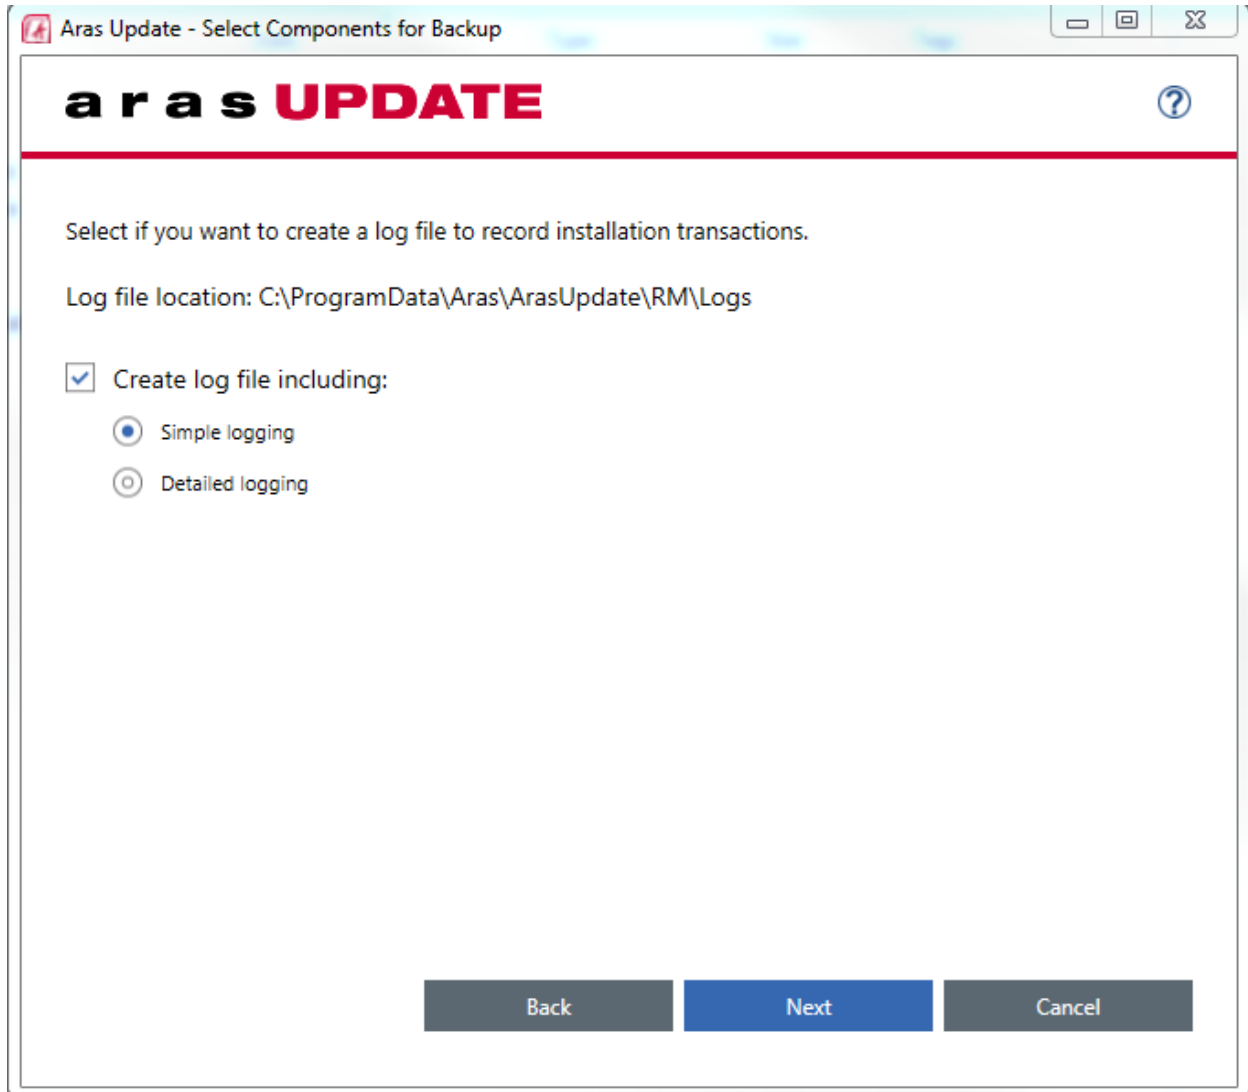 Aras Update - Select Components for Backup
aras UPDATE
?
Select if you want to create a log file to record installation transactions.
Log file location: C:\ProgramData\Aras\ArasUpdate\RM\Logs
Create log file including:
Simple logging
Detailed logging
Back Next Cancel